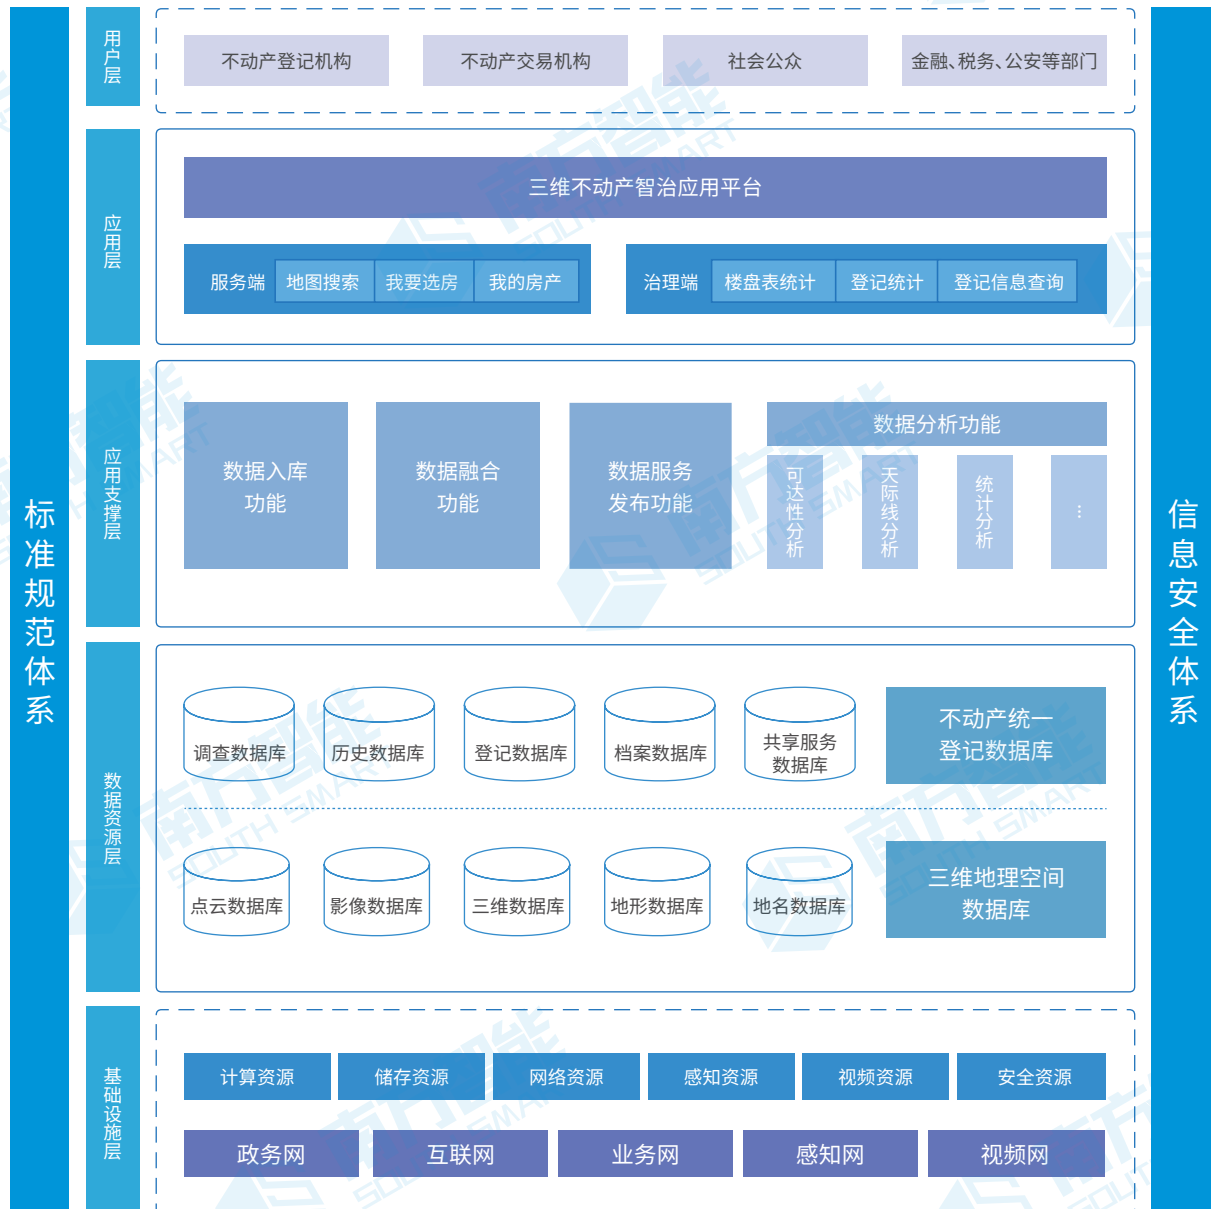 标准规范体系
用户层
不动产登记机构
不动产交易机构
社会公众
金融、税务、公安等部门
应用层
三维不动产智治应用平台
服务端
地图搜索
我要选房
我的房产
治理端
楼盘表统计
登记统计
登记信息查询
应用支撑层
数据入库
功能
数据融合
功能
数据服务
发布功能
数据分析功能
可达性分析
天际线分析
统计分析
...
数据资源层
调查数据库
历史数据库
登记数据库
档案数据库
共享服务
数据库
不动产统一
登记数据库
点云数据库
影像数据库
三维数据库
地形数据库
地名数据库
三维地理空间
数据库
基础设施层
计算资源
储存资源
网络资源
感知资源
视频资源
安全资源
政务网
互联网
业务网
感知网
视频网
信息安全体系
南方智能
SOUTH SMART